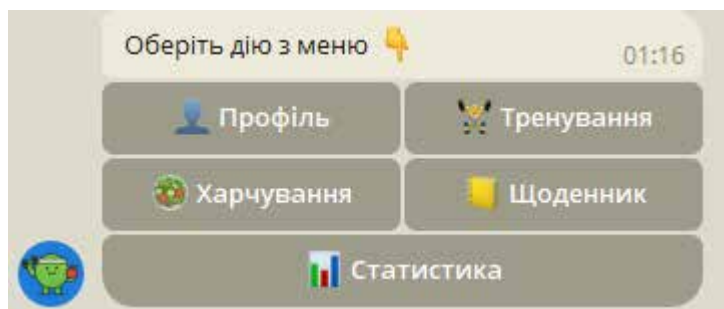 Оберіть дію з меню 👇
01:16
👤 Профіль
🏋️ Тренування
🥗 Харчування
📒 Щоденник
📊 Статистика